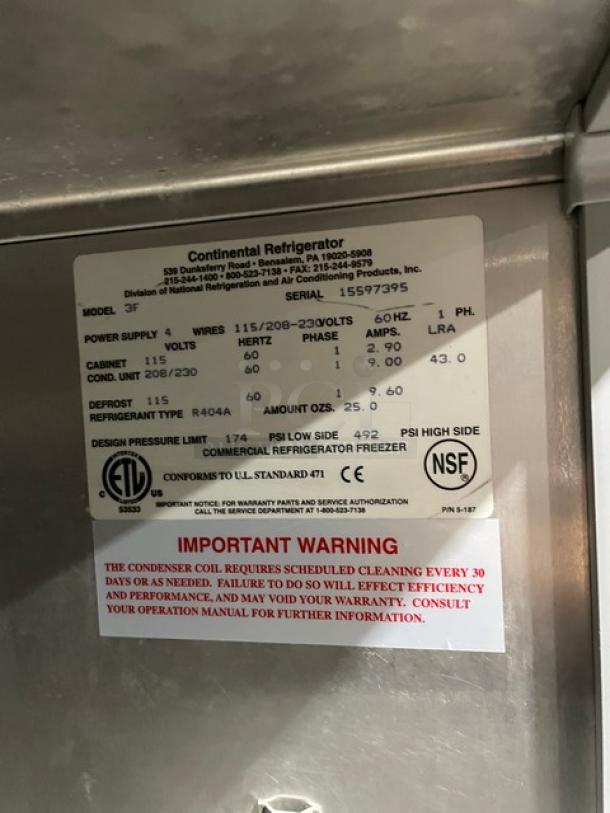 Continental Refrigerator
539 Dunksferry Road • Bensalem, PA 19020-5908
215-244-1400 • 800-523-7138 • FAX: 215-244-9579
Division of National Refrigeration and Air Conditioning Products, Inc.
MODEL 3F SERIAL 15597395
POWER SUPPLY 4 WIRES 115/208-230 VOLTS 60 HZ. 1 PH.
VOLTS HERTZ PHASE AMPS. LRA
CABINET 115 60 1 2.90
COND. UNIT 208/230 60 1 9.00 43.0
DEFROST 115 60 1 9.60
REFRIGERANT TYPE R404A AMOUNT OZS. 25.0
DESIGN PRESSURE LIMIT 174 PSI LOW SIDE 492 PSI HIGH SIDE
COMMERCIAL REFRIGERATOR FREEZER
INTERTEK
C ETL US
53533
CONFORMS TO U.L. STANDARD 471 CE
NSF®
IMPORTANT NOTICE: FOR WARRANTY PARTS AND SERVICE AUTHORIZATION
CALL THE SERVICE DEPARTMENT AT 1-800-523-7138
P/N 5-187
IMPORTANT WARNING
THE CONDENSER COIL REQUIRES SCHEDULED CLEANING EVERY 30
DAYS OR AS NEEDED. FAILURE TO DO SO WILL EFFECT EFFICIENCY
AND PERFORMANCE, AND MAY VOID YOUR WARRANTY. CONSULT
YOUR OPERATION MANUAL FOR FURTHER INFORMATION.